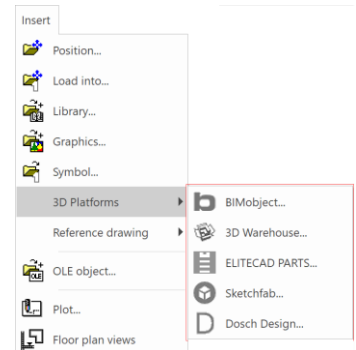 Insert
Position...
Load into...
Library...
Graphics...
Symbol...
3D Platforms
Reference drawing
OLE object...
Plot...
Floor plan views
BIMobject...
3D Warehouse...
ELITECAD PARTS...
Sketchfab...
Dosch Design...